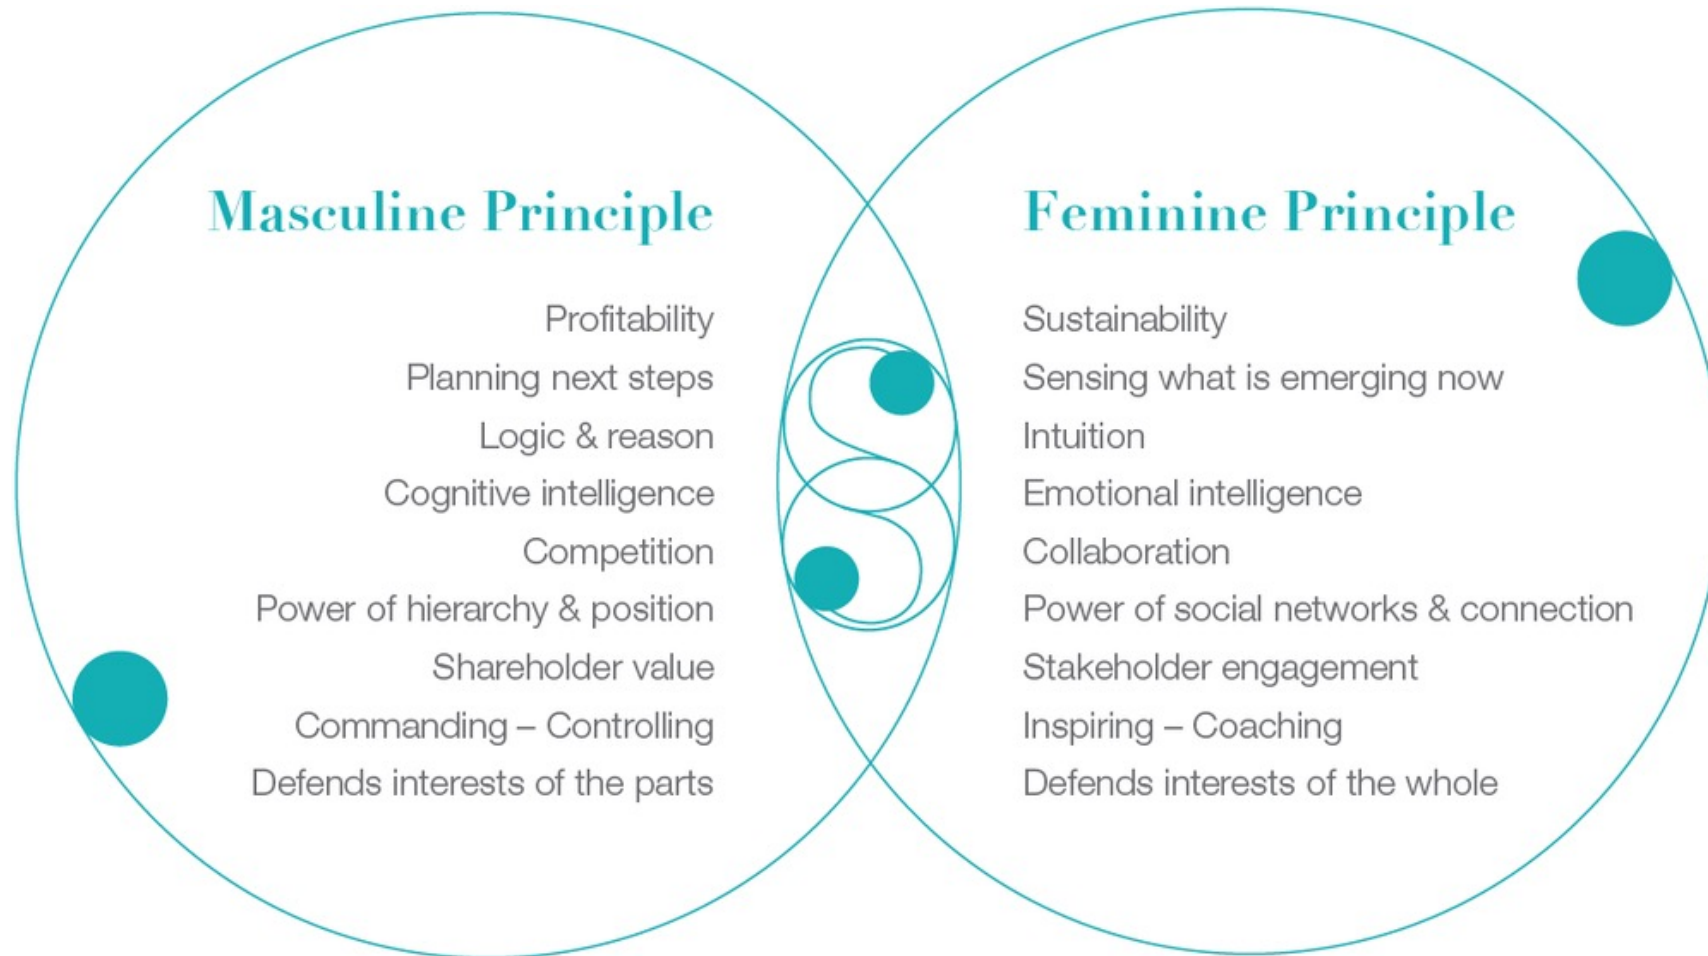 Masculine Principle
Profitability
Planning next steps
Logic & reason
Cognitive intelligence
Competition
Power of hierarchy & position
Shareholder value
Commanding – Controlling
Defends interests of the parts
Feminine Principle
Sustainability
Sensing what is emerging now
Intuition
Emotional intelligence
Collaboration
Power of social networks & connection
Stakeholder engagement
Inspiring – Coaching
Defends interests of the whole